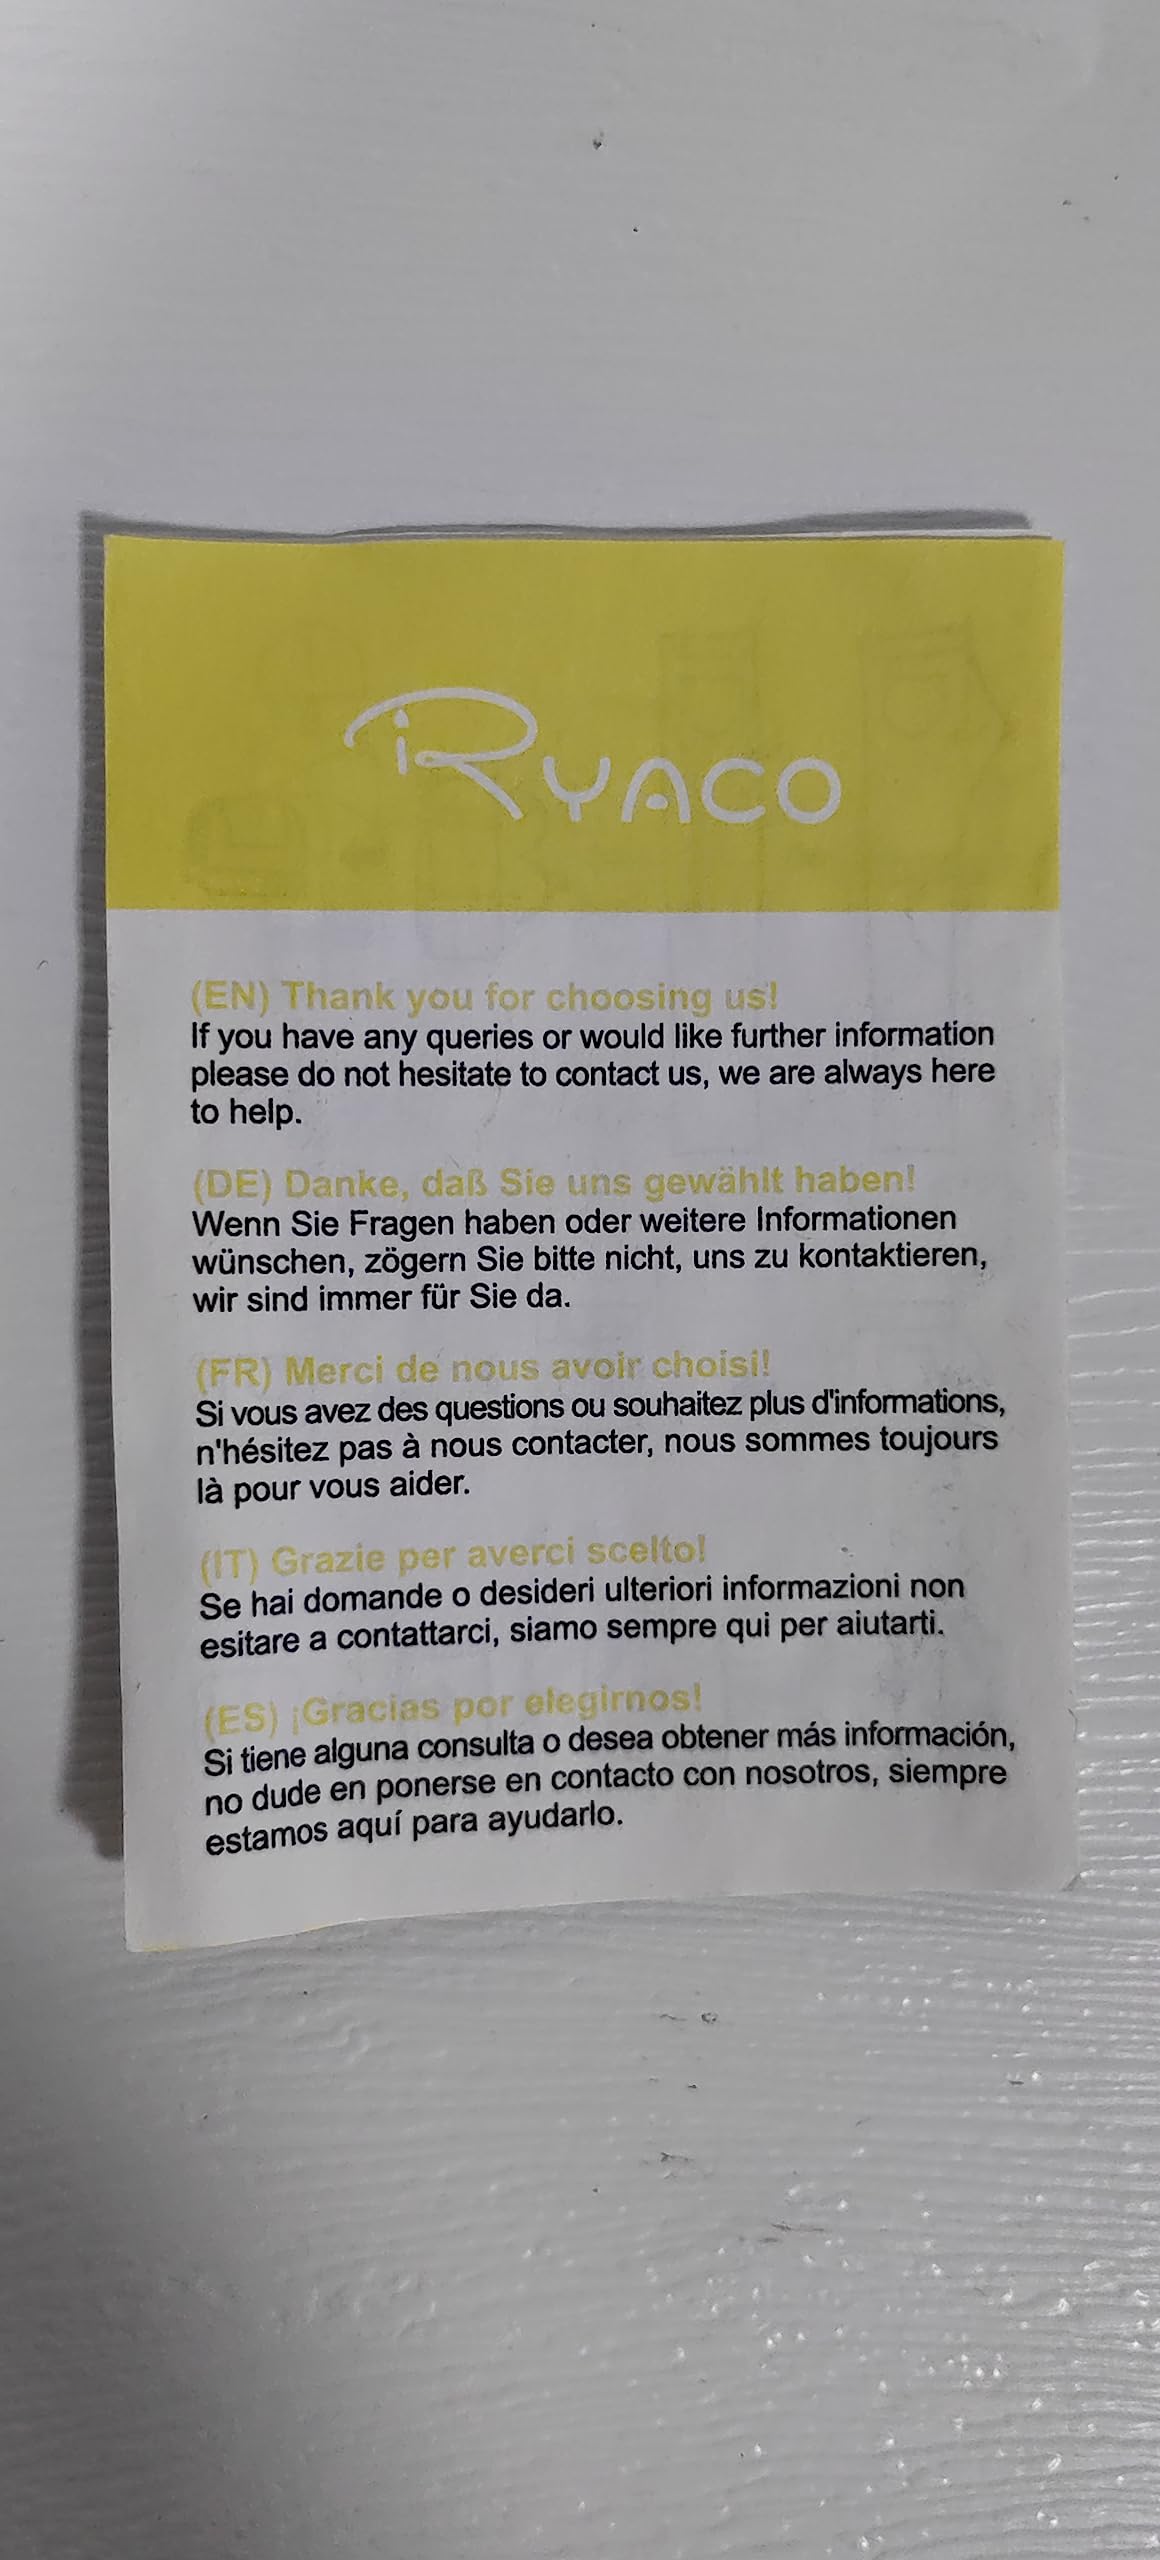 RYACO
(EN) Thank you for choosing us!
If you have any queries or would like further information
please do not hesitate to contact us, we are always here
to help.
(DE) Danke, daß Sie uns gewählt haben!
Wenn Sie Fragen haben oder weitere Informationen
wünschen, zögern Sie bitte nicht, uns zu kontaktieren,
wir sind immer für Sie da.
(FR) Merci de nous avoir choisi!
Si vous avez des questions ou souhaitez plus d'informations,
n'hésitez pas à nous contacter, nous sommes toujours
là pour vous aider.
(IT) Grazie per averci scelto!
Se hai domande o desideri ulteriori informazioni non
esitare a contattarci, siamo sempre qui per aiutarti.
(ES) ¡Gracias por elegirnos!
Si tiene alguna consulta o desea obtener más información,
no dude en ponerse en contacto con nosotros, siempre
estamos aquí para ayudarlo.